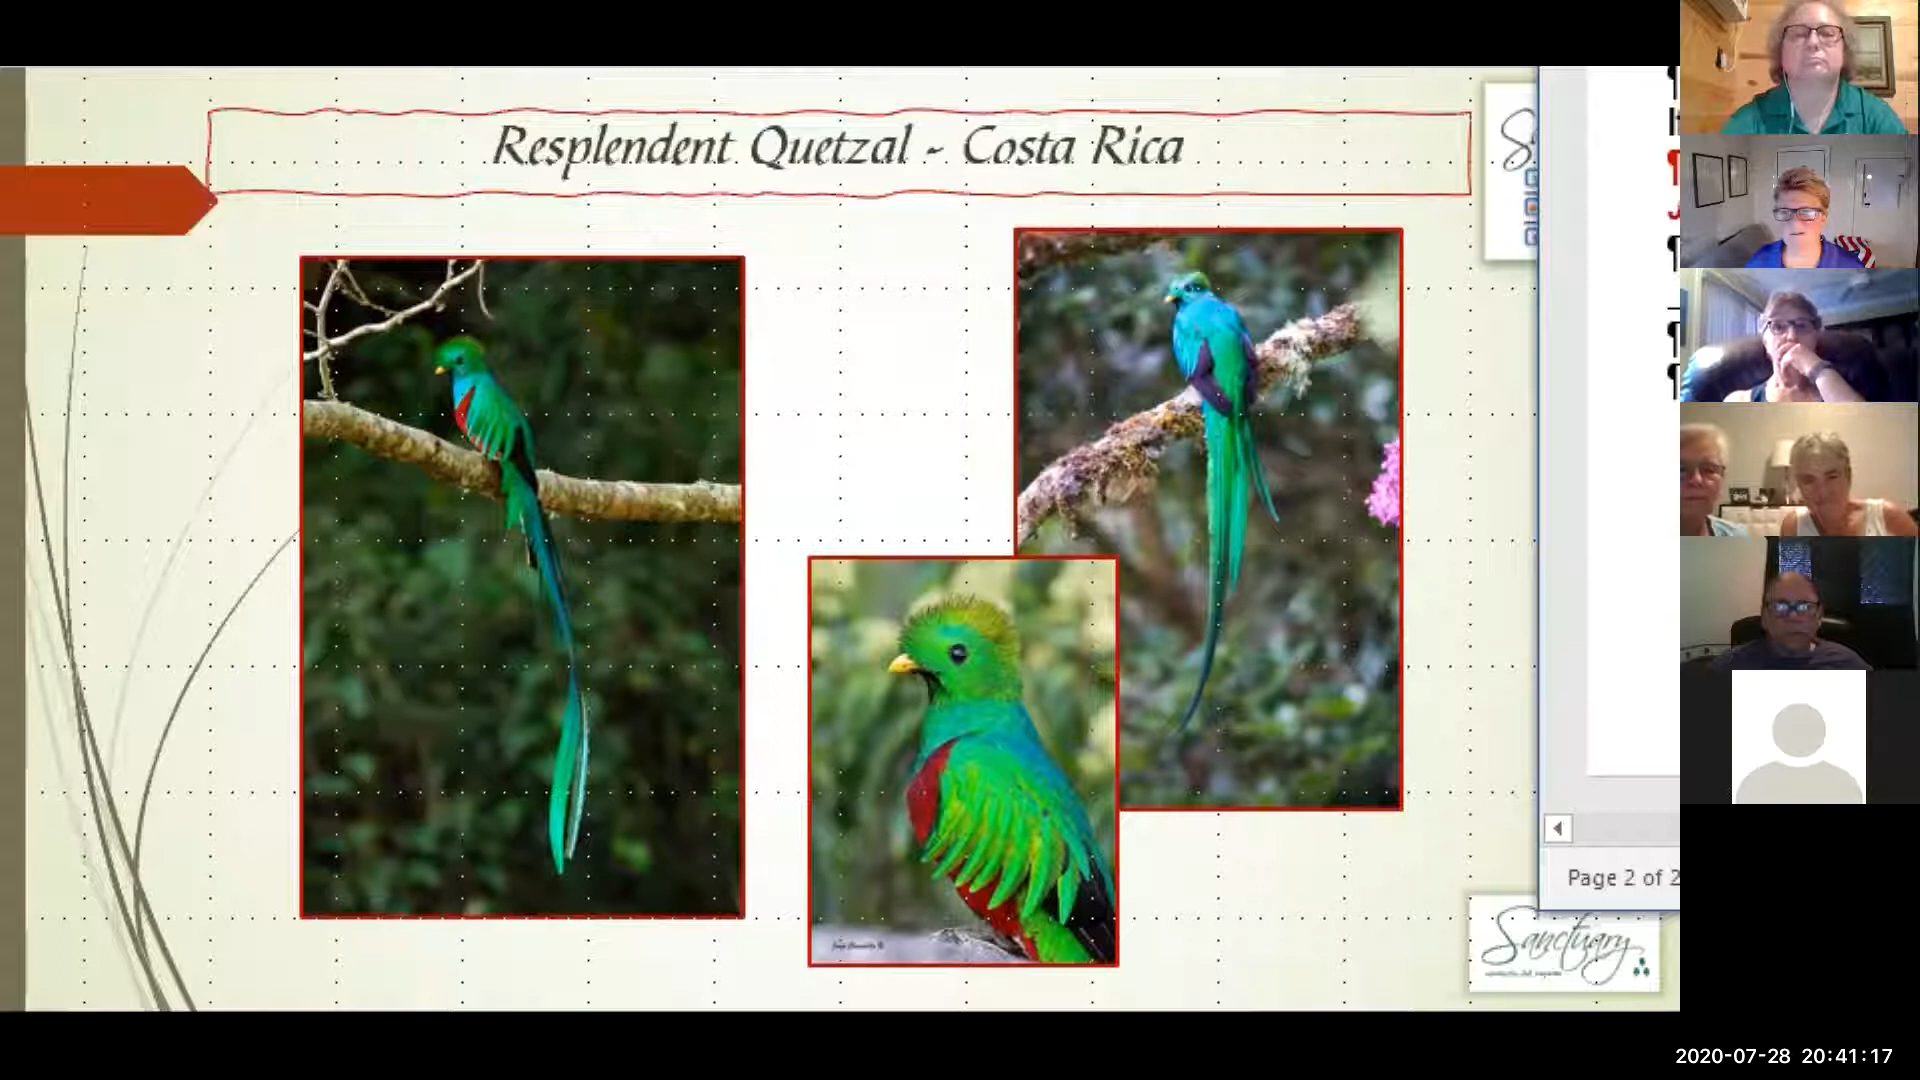 Resplendent Quetzal - Costa Rica
Page 2 of 2
Sanctuary
2020-07-28 20:41:17